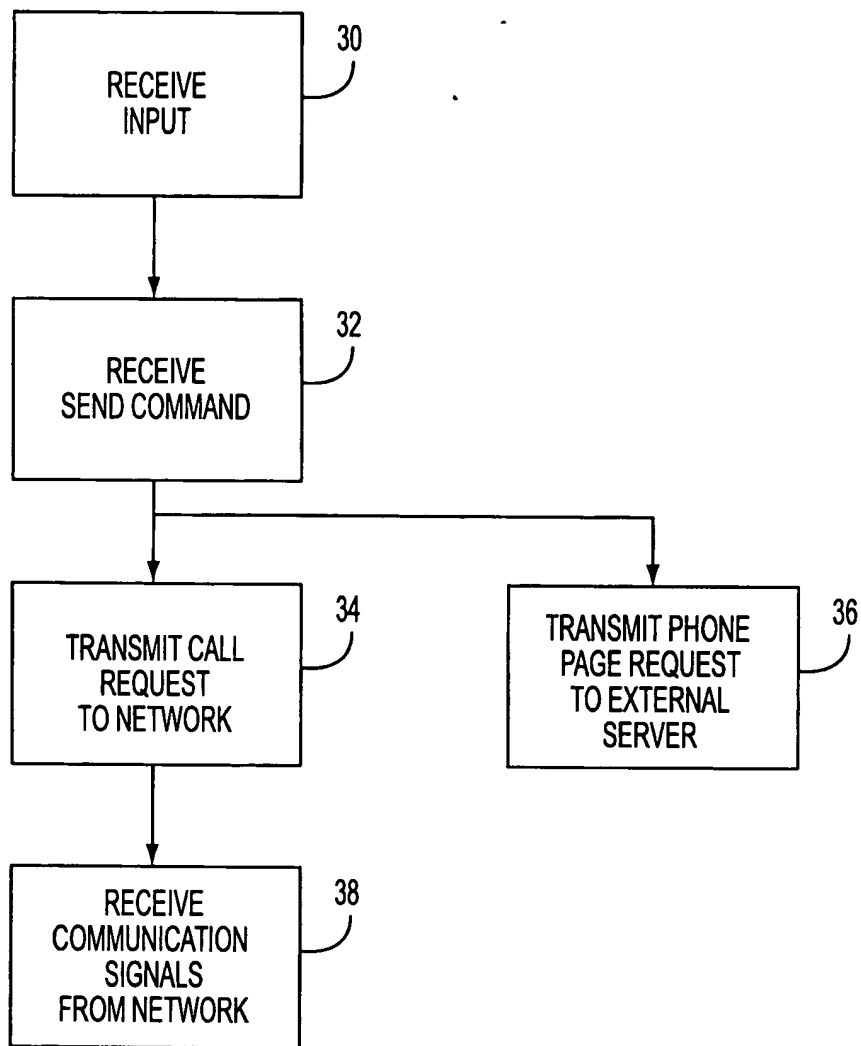 30
RECEIVE
INPUT
32
RECEIVE
SEND COMMAND
34
TRANSMIT CALL
REQUEST
TO NETWORK
36
TRANSMIT PHONE
PAGE REQUEST
TO EXTERNAL
SERVER
38
RECEIVE
COMMUNICATION
SIGNALS
FROM NETWORK